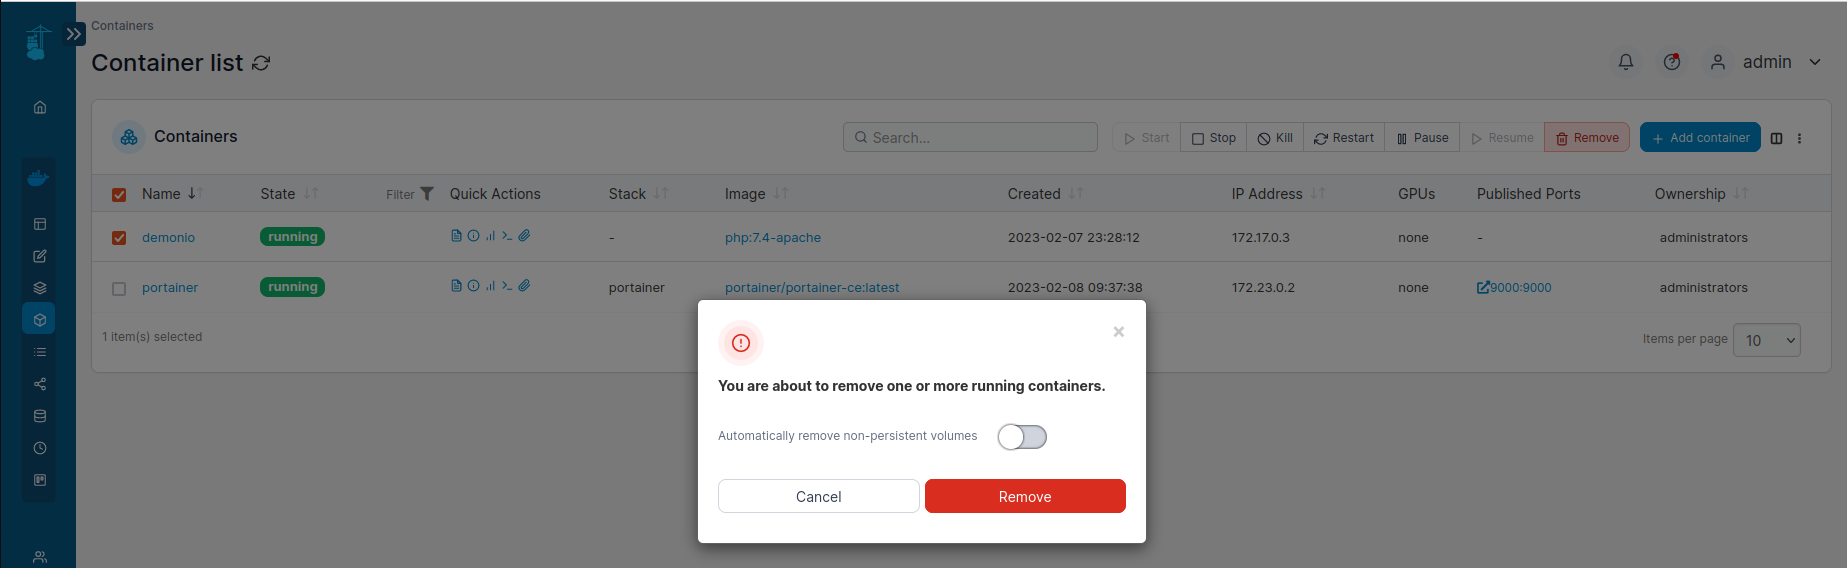 Containers
Container list
admin
Containers
Search...
Start
Stop
Kill
Restart
Pause
Resume
Remove
Add container
Name State Filter Quick Actions Stack Image Created IP Address GPUs Published Ports Ownership
demonio running - php:7.4-apache 2023-02-07 23:28:12 172.17.0.3 none - administrators
portainer running portainer portainer/portainer-ce:latest 2023-02-08 09:37:38 172.23.0.2 none 9000:9000 administrators
1 item(s) selected
Items per page 10
×
You are about to remove one or more running containers.
Automatically remove non-persistent volumes
Cancel
Remove